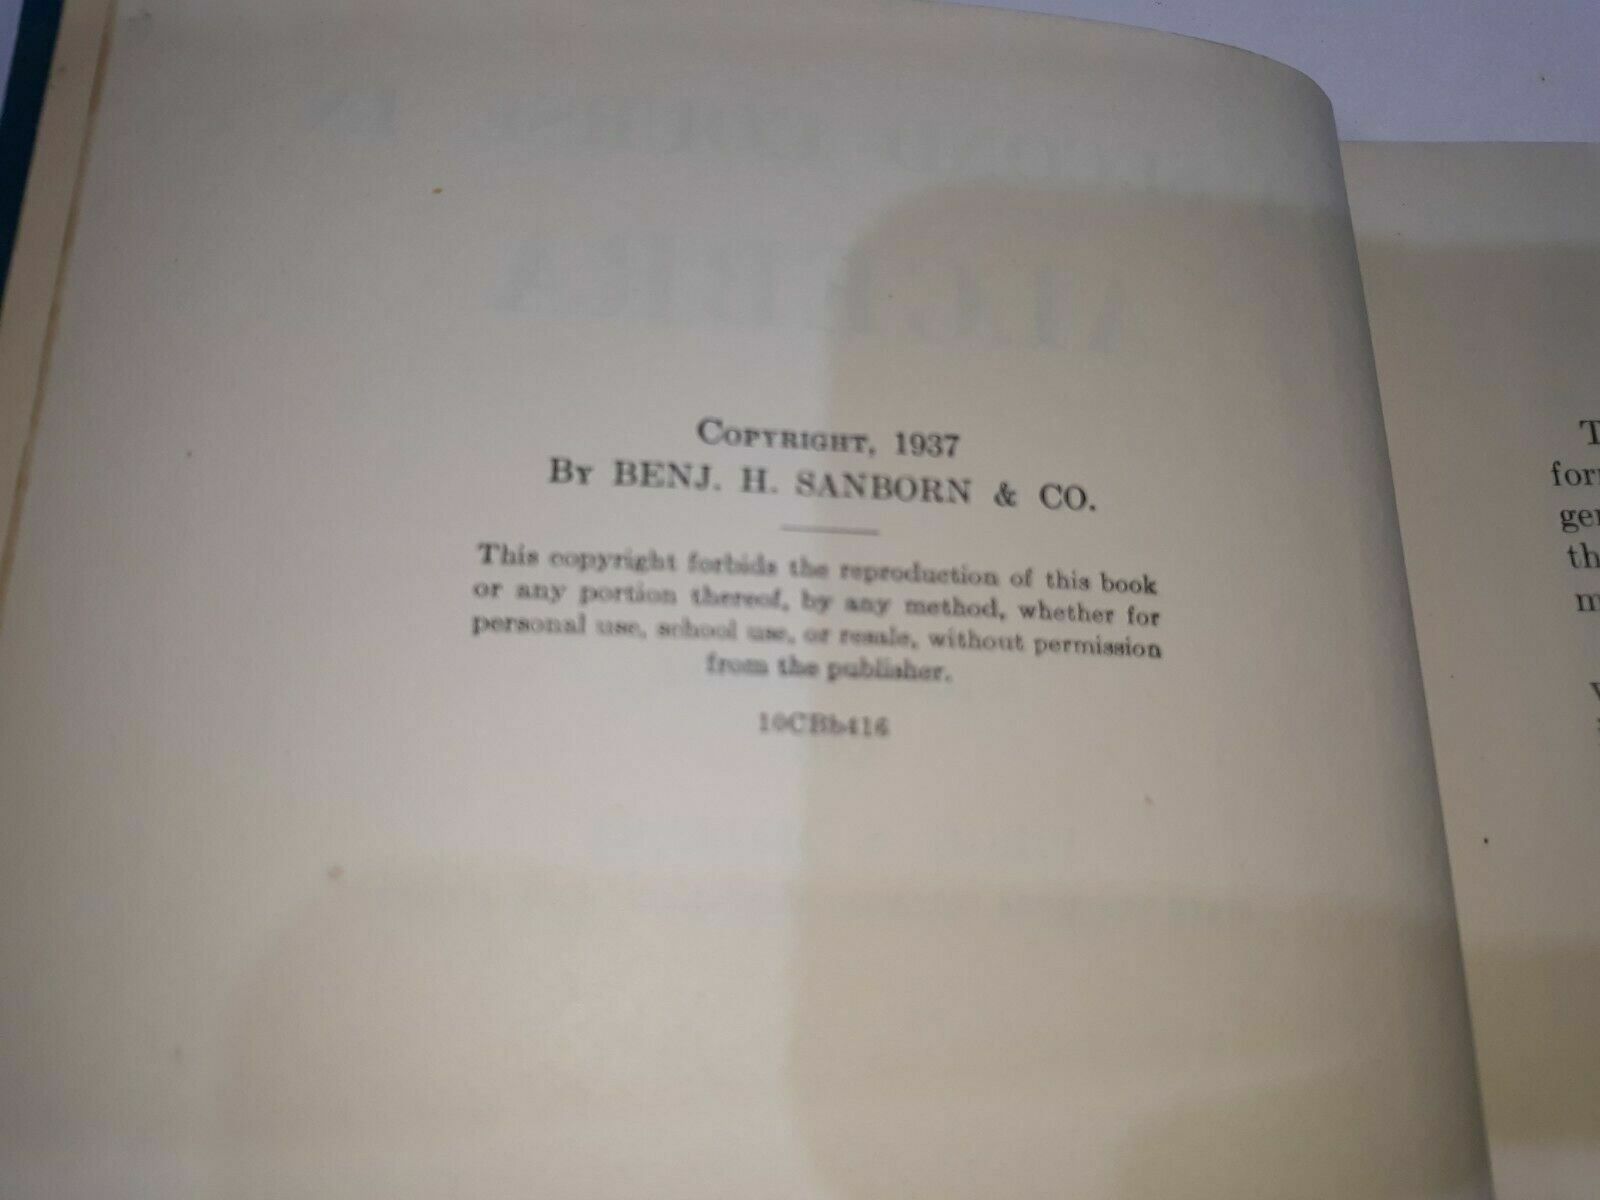 COPYRIGHT, 1937
BY BENJ. H. SANBORN & CO.
This copyright forbids the reproduction of this book
or any portion thereof, by any method, whether for
personal use, school use, or resale, without permission
from the publisher.
10CBb416